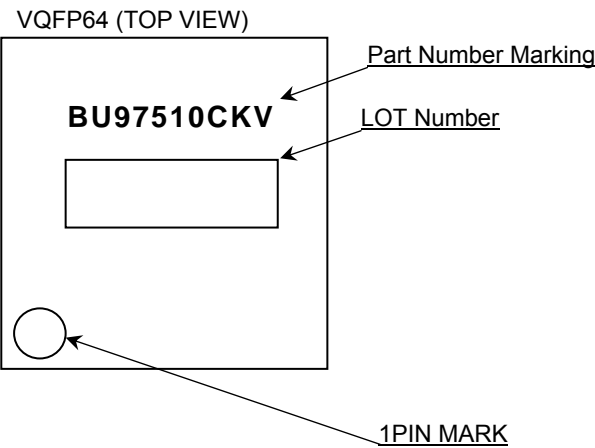 VQFP64 (TOP VIEW)
Part Number Marking
BU97510CKV
LOT Number
1PIN MARK